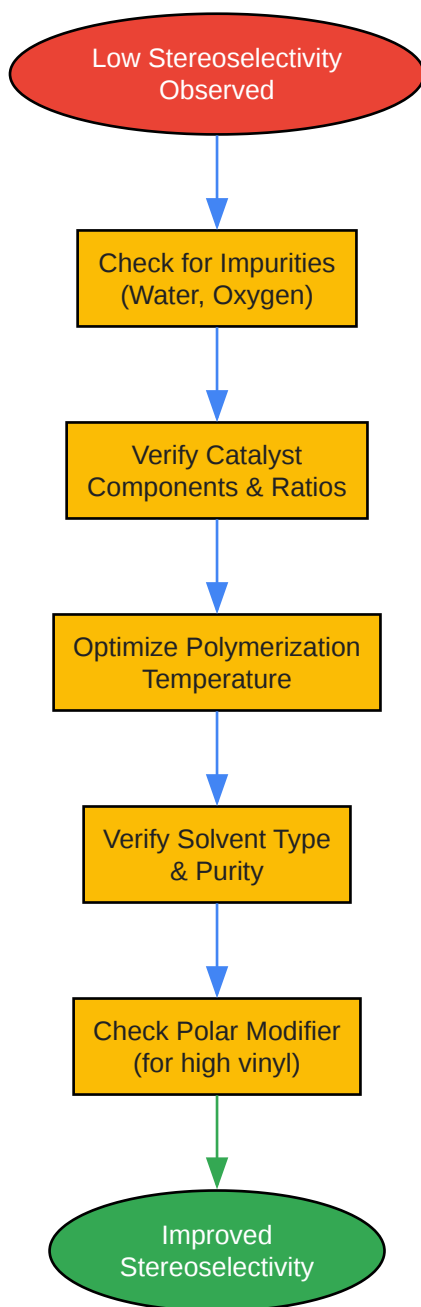 Low Stereoselectivity
Observed
Check for Impurities
(Water, Oxygen)
Verify Catalyst
Components & Ratios
Optimize Polymerization
Temperature
Verify Solvent Type
& Purity
Check Polar Modifier
(for high vinyl)
Improved
Stereoselectivity